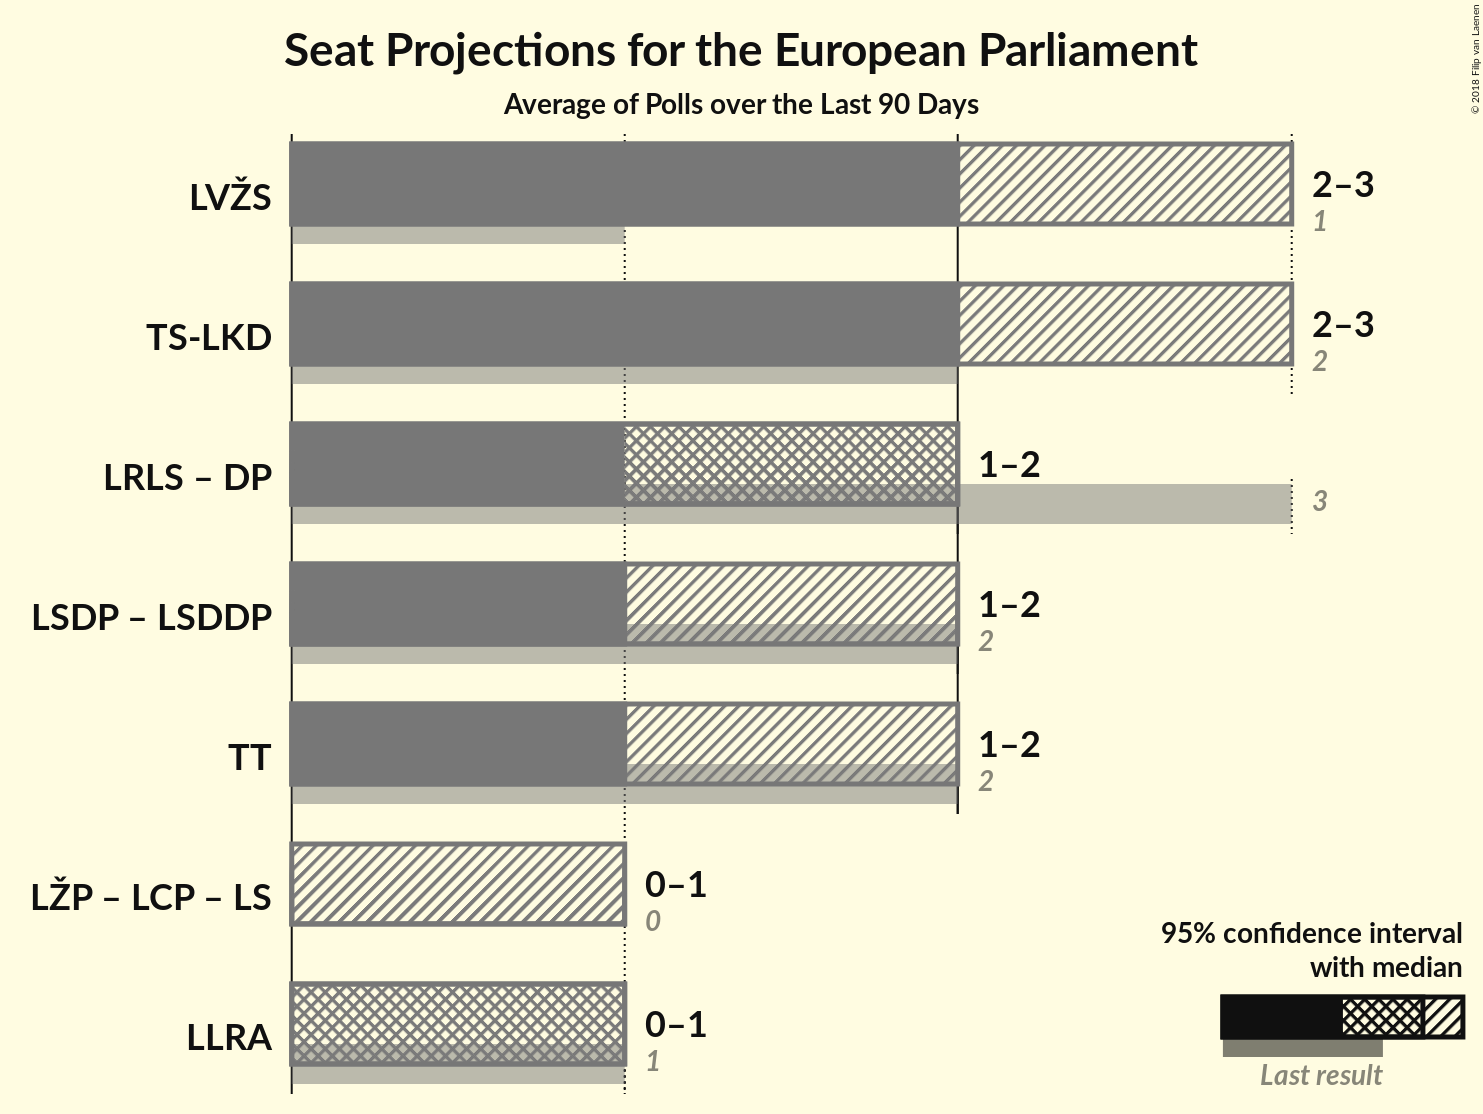 Seat Projections for the European Parliament
Average of Polls over the Last 90 Days
© 2018 Filip van Laenen
LVŽS
2–3
1
TS-LKD
2–3
2
LRLS – DP
1–2
3
LSDP – LSDDP
1–2
2
TT
1–2
2
LŽP – LCP – LS
0–1
0
LLRA
0–1
1
95% confidence interval
with median
Last result